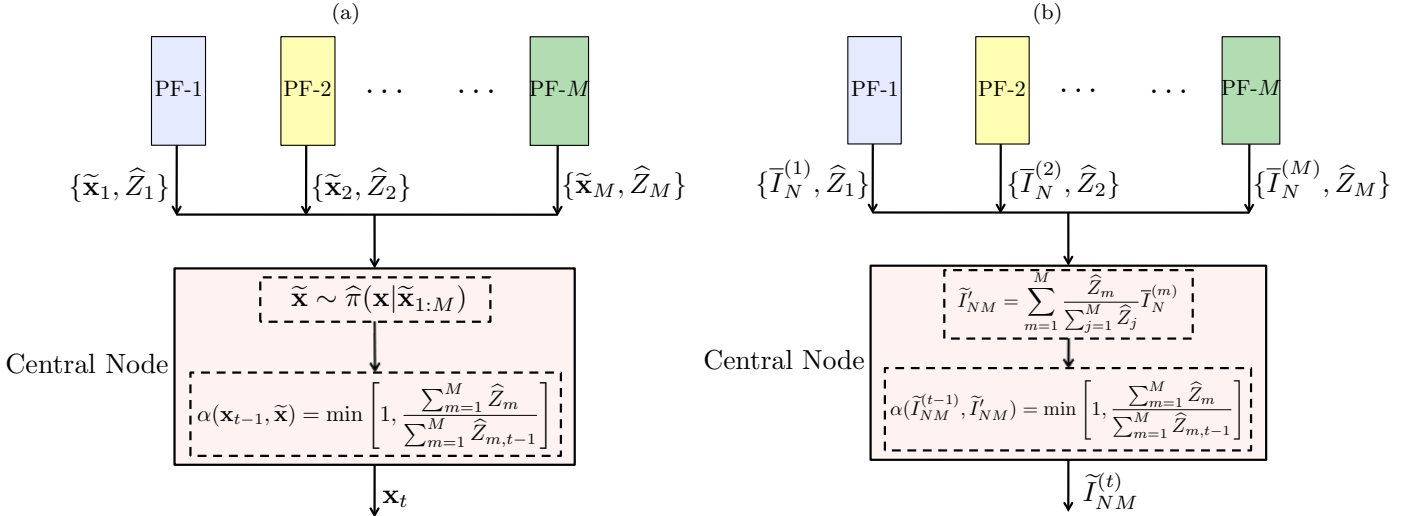 (a)
PF-1 PF-2 · · · · · · PF-M
{x̃₁, Ẑ₁} {x̃₂, Ẑ₂} {x̃_M, Ẑ_M}
x̃ ∼ π̂(x|x̃_{1:M})
Central Node
α(x_{t−1}, x̃) = min [1, \frac{∑_{m=1}^{M} Ẑ_m}{∑_{m=1}^{M} Ẑ_{m,t−1}}]
x_t
(b)
PF-1 PF-2 · · · · · · PF-M
{Ī_N^{(1)}, Ẑ₁} {Ī_N^{(2)}, Ẑ₂} {Ī_N^{(M)}, Ẑ_M}
Ĩ′_{NM} = ∑_{m=1}^{M} \frac{Ẑ_m}{∑_{j=1}^{M} Ẑ_j} Ī_N^{(m)}
Central Node
α(Ĩ_{NM}^{(t−1)}, Ĩ′_{NM}) = min [1, \frac{∑_{m=1}^{M} Ẑ_m}{∑_{m=1}^{M} Ẑ_{m,t−1}}]
Ĩ_{NM}^{(t)}